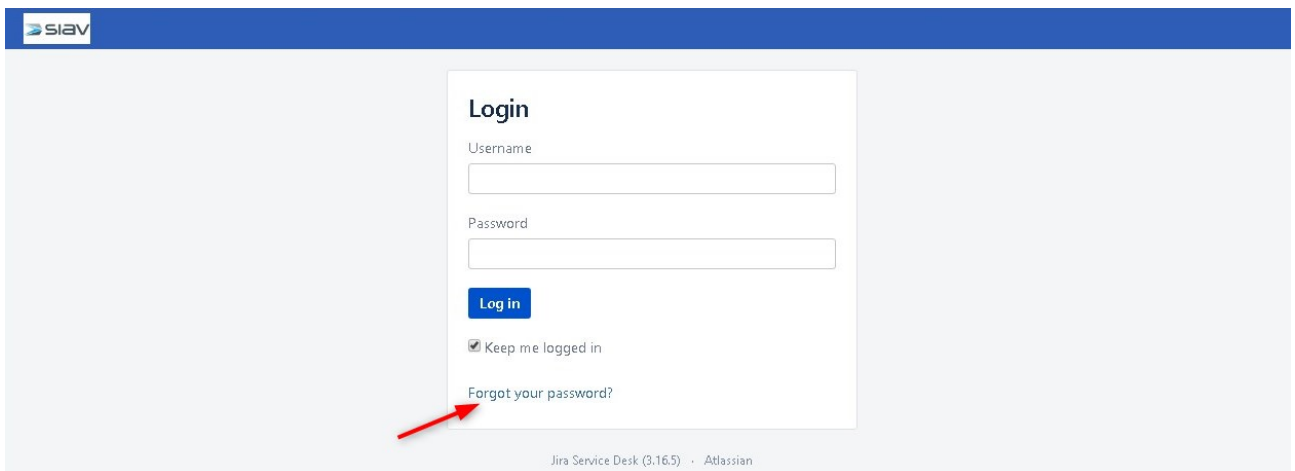 SIAV
Login
Username
Password
Log in
Keep me logged in
Forgot your password?
Jira Service Desk (3.16.5) · Atlassian